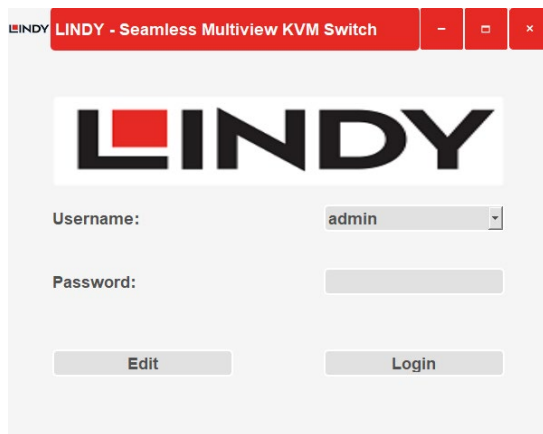 LINDY LINDY - Seamless Multiview KVM Switch
LINDY
Username: admin
Password:
Edit Login